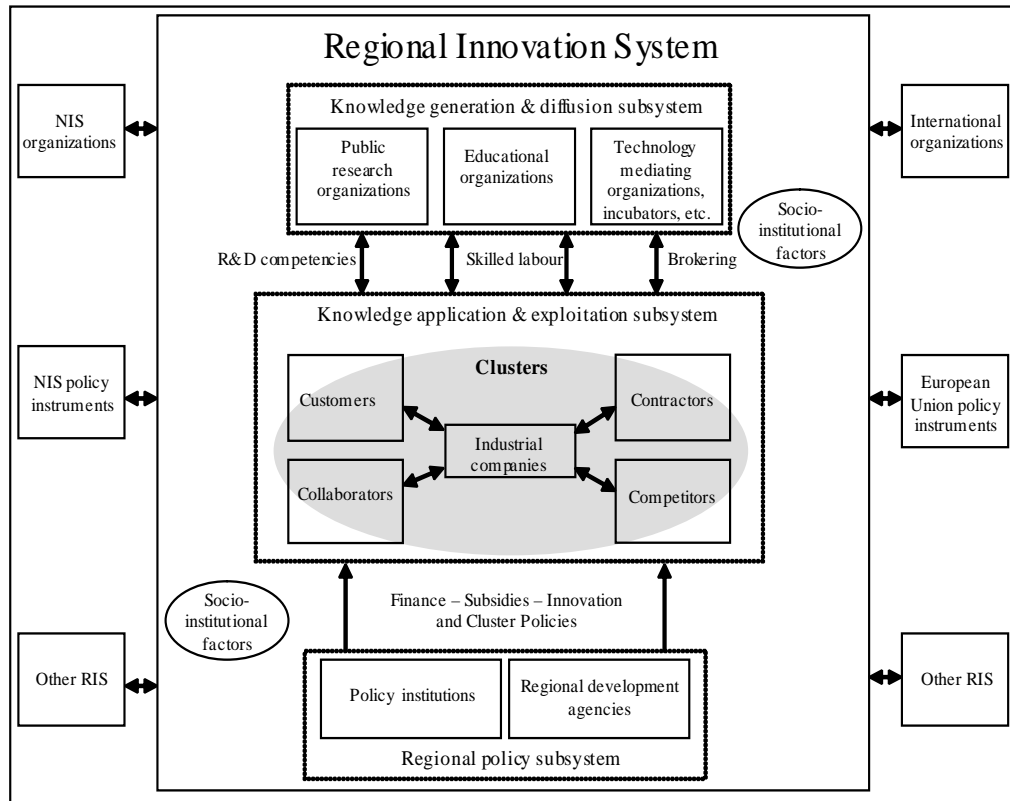 Regional Innovation System
Knowledge generation & diffusion subsystem
Public
research
organizations
Educational
organizations
Technology
mediating
organizations,
incubators, etc.
NIS
organizations
International
organizations
Socio-
institutional
factors
R&D competencies
Skilled labour
Brokering
Knowledge application & exploitation subsystem
Clusters
Customers
Contractors
Industrial
companies
Collaborators
Competitors
NIS policy
instruments
European
Union policy
instruments
Finance – Subsidies – Innovation
and Cluster Policies
Socio-
institutional
factors
Policy institutions
Regional development
agencies
Regional policy subsystem
Other RIS
Other RIS